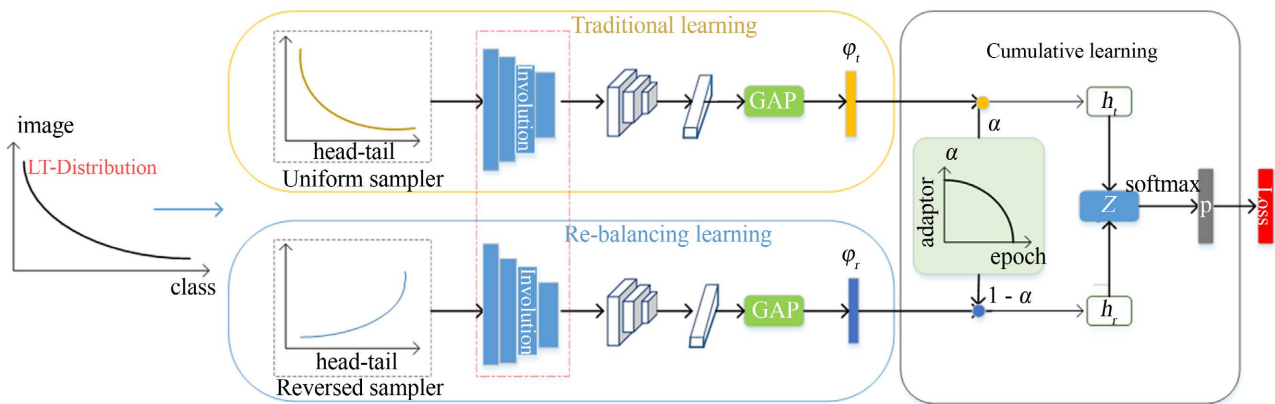 image
LT-Distribution
class
Traditional learning
head-tail
Uniform sampler
Involution
GAP
φt
Re-balancing learning
head-tail
Reversed sampler
Involution
GAP
φr
Cumulative learning
α
α
adaptor
epoch
1 - α
ht
Z
hr
softmax
p
Loss